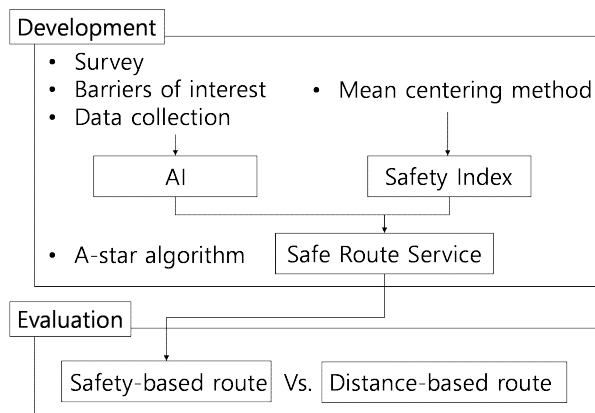 Development
• Survey
• Barriers of interest
• Mean centering method
• Data collection
AI
Safety Index
• A-star algorithm
Safe Route Service
Evaluation
Safety-based route Vs. Distance-based route